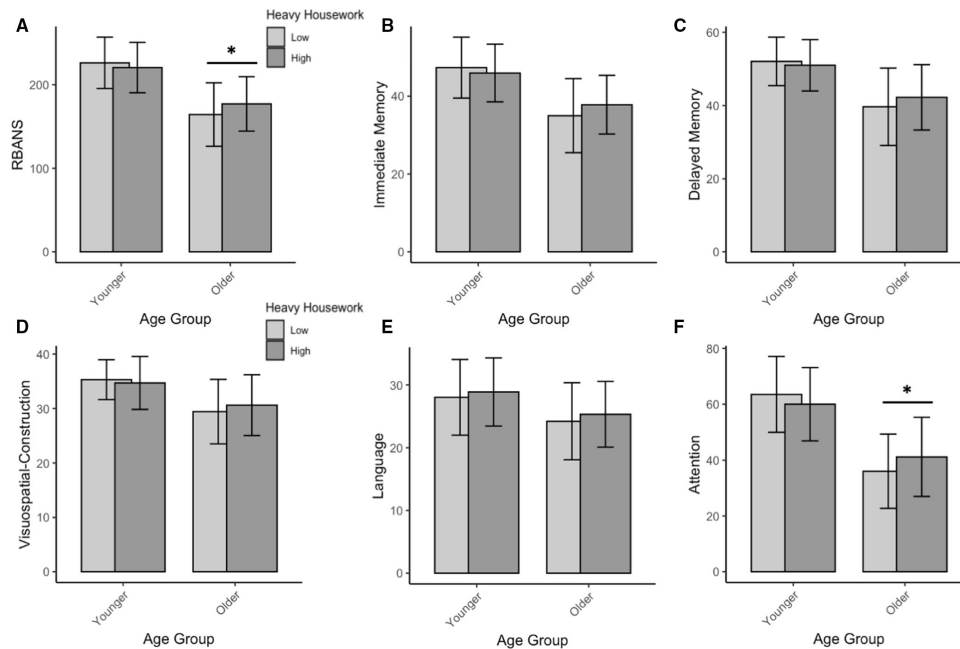 A
Heavy Housework
Low
High
*
200
100
0
RBANS
Younger
Older
Age Group
B
40
20
0
Immediate Memory
Younger
Older
Age Group
C
60
40
20
0
Delayed Memory
Younger
Older
Age Group
D
Heavy Housework
Low
High
40
30
20
10
0
Visuospatial-Construction
Younger
Older
Age Group
E
30
20
10
0
Language
Younger
Older
Age Group
F
80
60
40
20
0
*
Attention
Younger
Older
Age Group